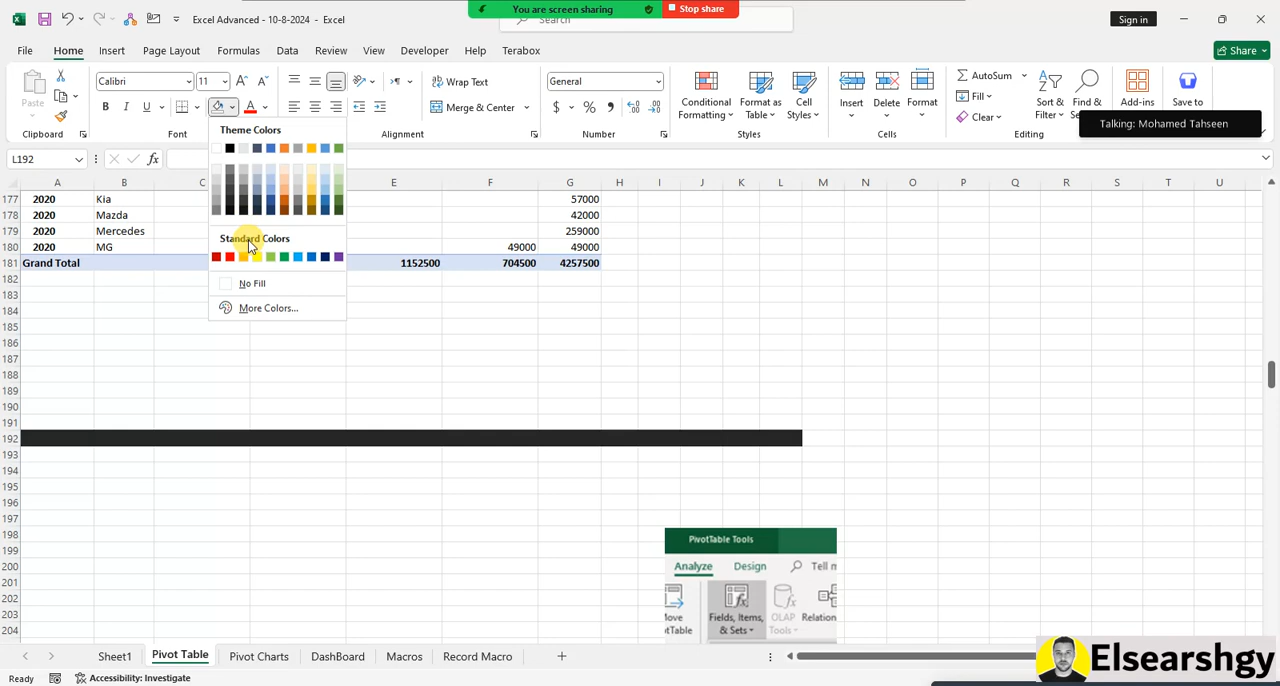 You are screen sharing
Stop share
Excel Advanced - 10-8-2024 - Excel
Search
Sign in
File Home Insert Page Layout Formulas Data Review View Developer Help Terabox
Share
Calibri 11
Wrap Text
General
AutoSum
Paste
Conditional Formatting
Format as Table
Cell Styles
Insert
Delete
Format
Fill
Clear
Sort & Filter
Find &
Add-ins
Save to
B I U
Merge & Center
Clipboard
Font
Alignment
Number
Styles
Cells
Editing
Talking: Mohamed Tahseen
Theme Colors
Standard Colors
No Fill
More Colors...
L192
fx
A B C E F G H I J K L M N O P Q R S T U
177 2020 Kia 57000
178 2020 Mazda 42000
179 2020 Mercedes 259000
180 2020 MG 49000 49000
181 Grand Total 1152500 704500 4257500
182
183
184
185
186
187
188
189
190
191
192
193
194
195
196
197
198
199
200
201
202
203
204
PivotTable Tools
Analyze Design Tell
Fields, Items, & Sets
OLAP Tools
Relation
Sheet1 Pivot Table Pivot Charts DashBoard Macros Record Macro
Ready
Accessibility: Investigate
Elsearshgy